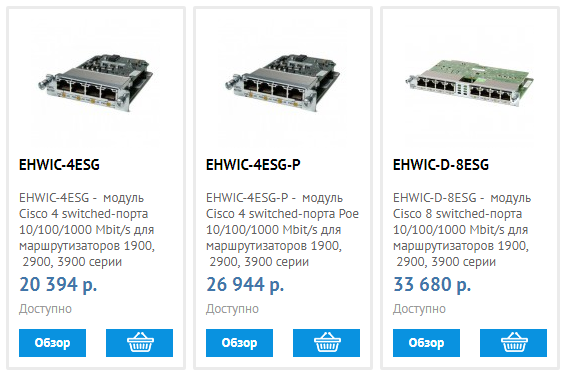 EHWIC-4ESG
EHWIC-4ESG - модуль
Cisco 4 switched-порта
10/100/1000 Mbit/s для
маршрутизаторов 1900,
2900, 3900 серии
20 394 р.
Доступно
Обзор
EHWIC-4ESG-P
EHWIC-4ESG-P - модуль
Cisco 4 switched-порта Poe
10/100/1000 Mbit/s для
маршрутизаторов 1900,
2900, 3900 серии
26 944 р.
Доступно
Обзор
EHWIC-D-8ESG
EHWIC-D-8ESG - модуль
Cisco 8 switched-порта
10/100/1000 Mbit/s для
маршрутизаторов 1900,
2900, 3900 серии
33 680 р.
Доступно
Обзор